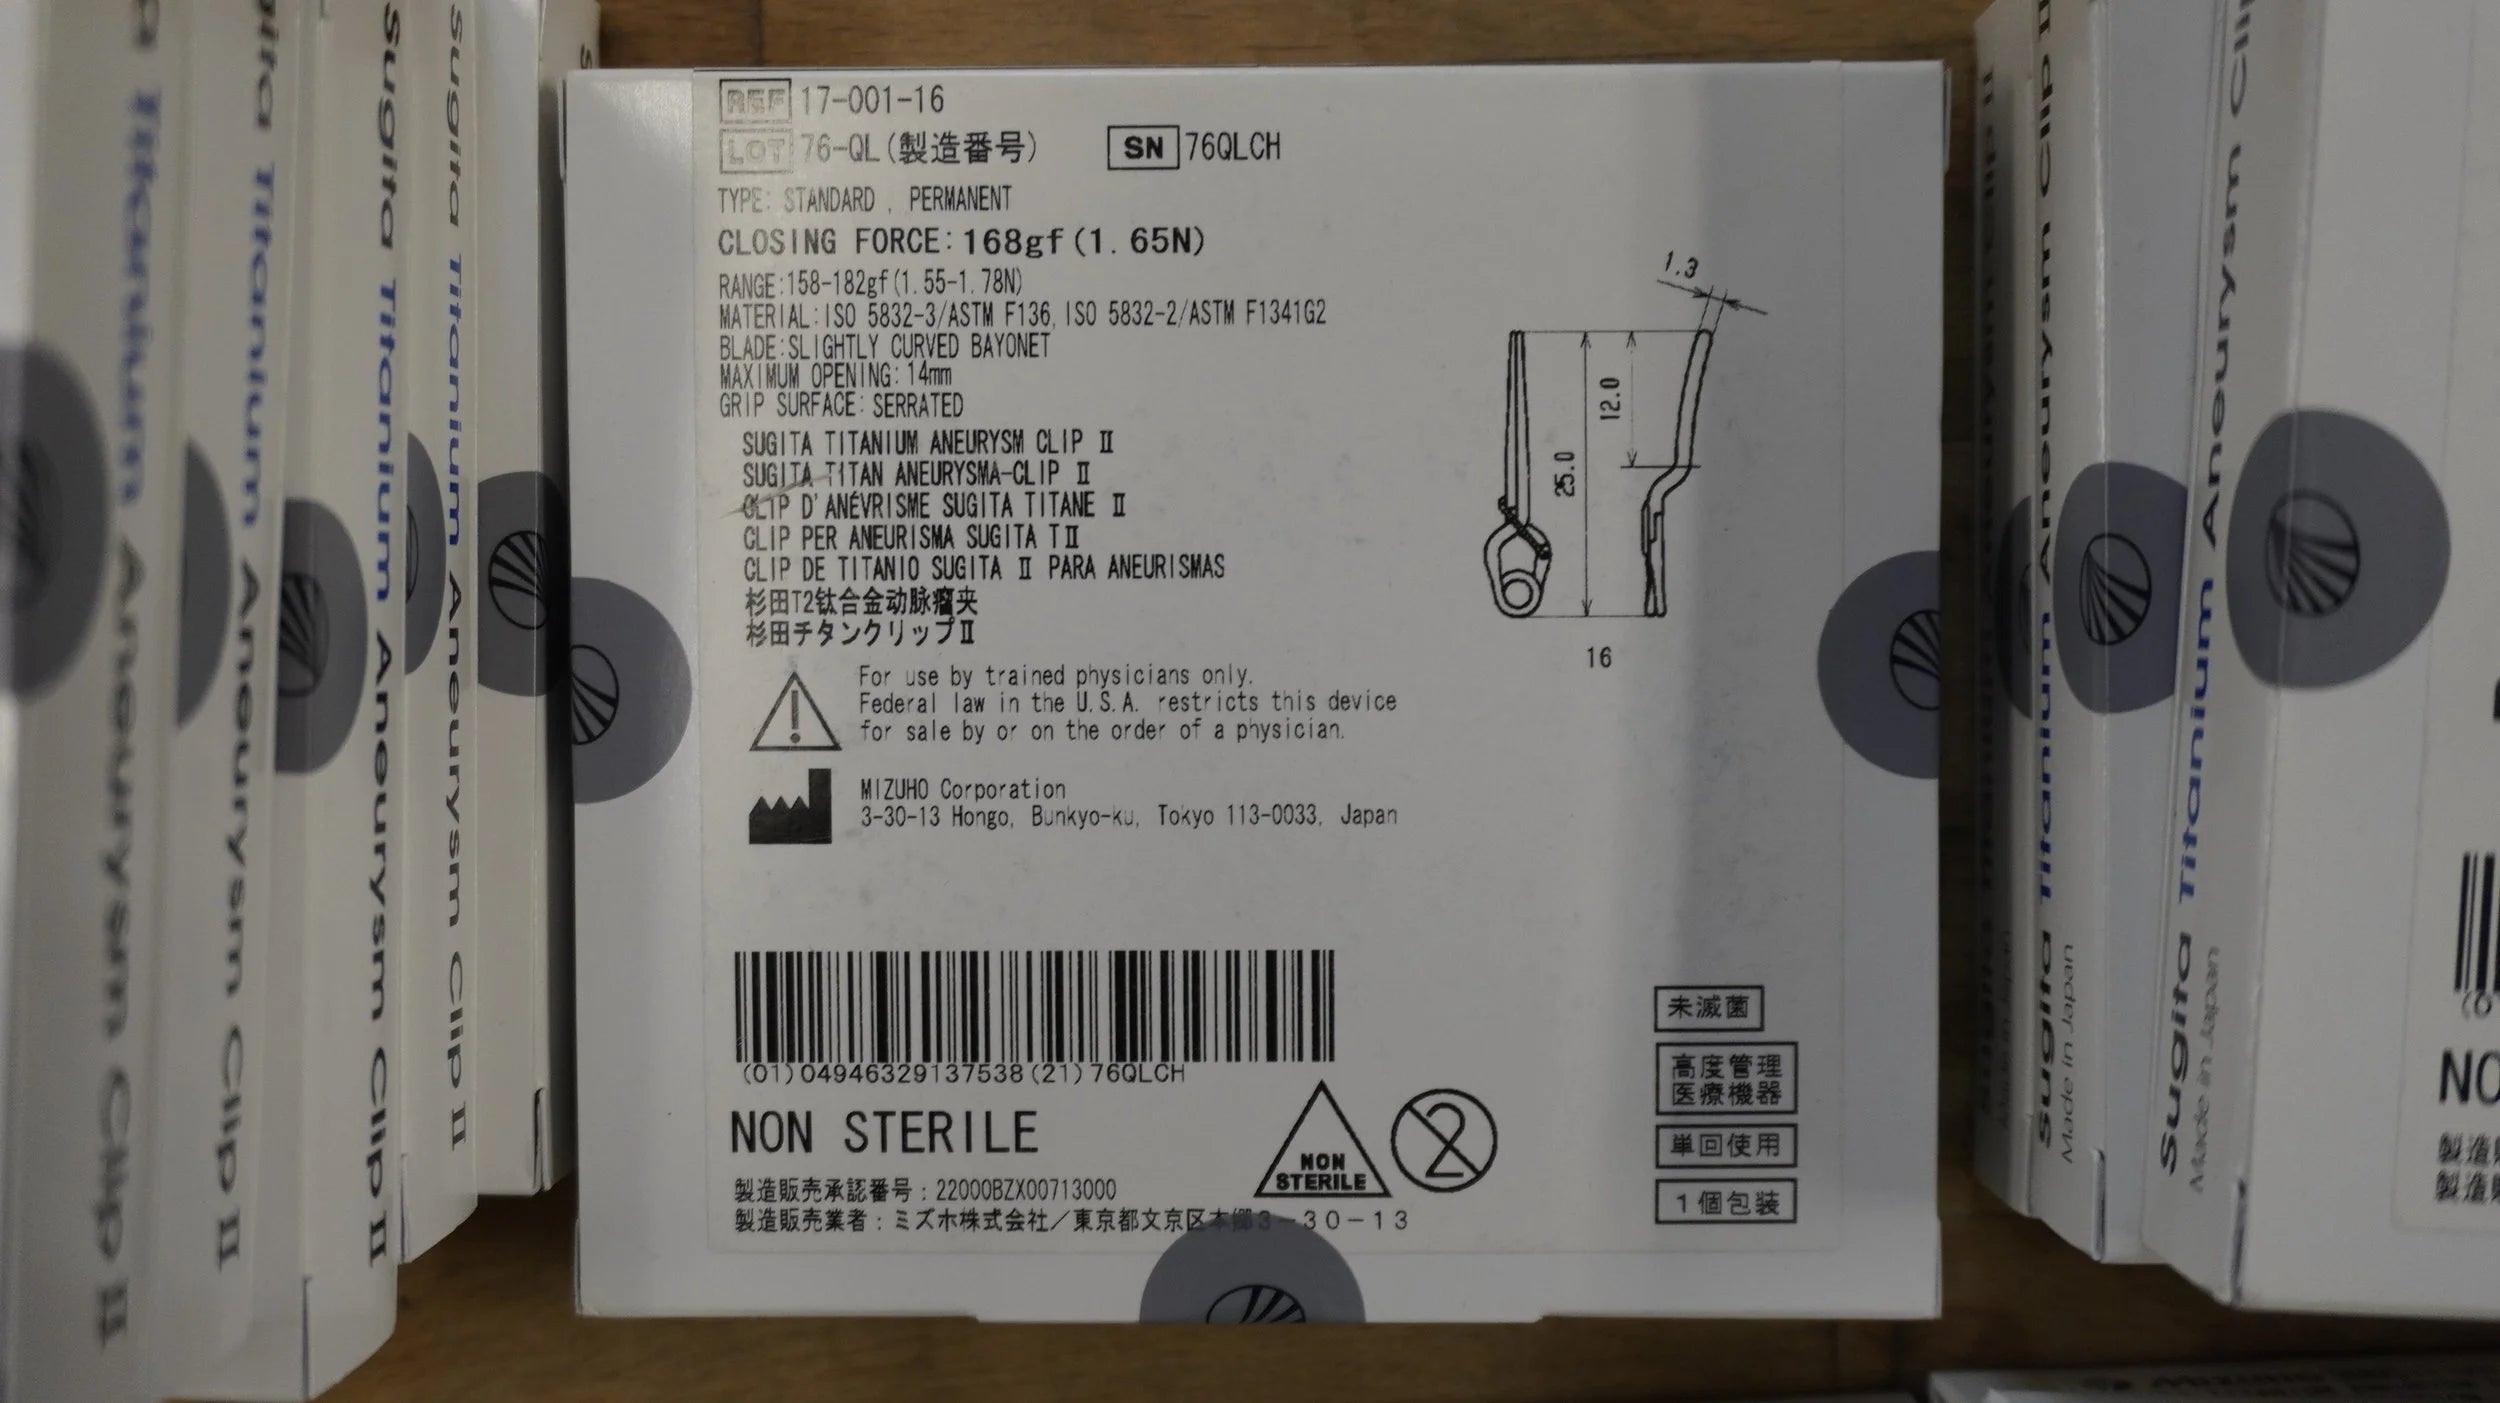 REF 17-001-16
LOT 76-QL(製造番号) SN 76QLCH
TYPE: STANDARD , PERMANENT
CLOSING FORCE:168gf(1.65N)
RANGE:158-182gf(1.55-1.78N)
MATERIAL:ISO 5832-3/ASTM F136, ISO 5832-2/ASTM F1341G2
BLADE:SLIGHTLY CURVED BAYONET
MAXIMUM OPENING:14mm
GRIP SURFACE:SERRATED
SUGITA TITANIUM ANEURYSM CLIP Ⅱ
SUGITA TITAN ANEURYSMA-CLIP Ⅱ
CLIP D'ANÉVRISME SUGITA TITANE Ⅱ
CLIP PER ANEURISMA SUGITA TⅡ
CLIP DE TITANIO SUGITA Ⅱ PARA ANEURISMAS
杉田T2钛合金动脉瘤夹
杉田チタンクリップⅡ
1.3
12.0
25.0
16
For use by trained physicians only.
Federal law in the U.S.A. restricts this device
for sale by or on the order of a physician.
MIZUHO Corporation
3-30-13 Hongo, Bunkyo-ku, Tokyo 113-0033, Japan
(01)04946329137538(21)76QLCH
NON STERILE
NON
STERILE
2
製造販売承認番号：22000BZX00713000
製造販売業者：ミズホ株式会社／東京都文京区本郷3－30－13
未滅菌
高度管理
医療機器
単回使用
1個包装
Titanium Aneurysm Clip Ⅱ
Titanium Aneurysm Clip Ⅱ
Sugita Titanium Aneurysm Clip Ⅱ
Sugita Titanium Aneurysm Clip Ⅱ
Sugita Titanium Aneurysm Clip Ⅱ
Made in Japan
Sugita Titanium Aneurysm Clip
Made in Japan